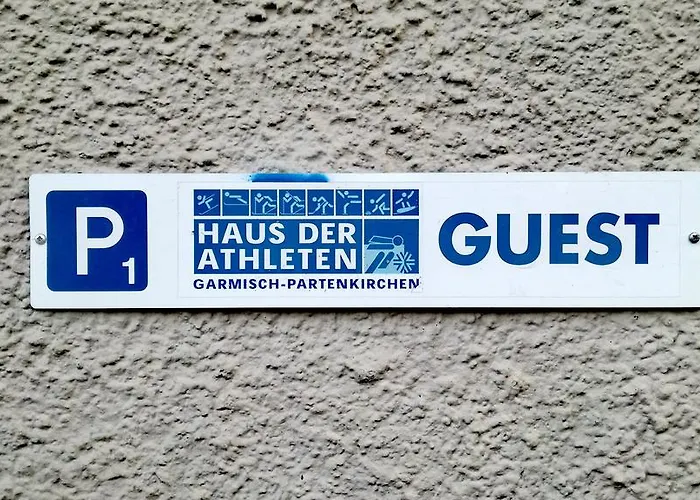 P1
HAUS DER
ATHLETEN
GARMISCH-PARTENKIRCHEN
GUEST